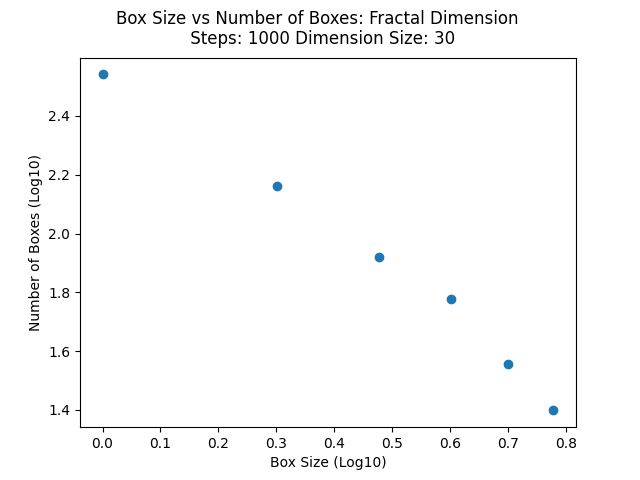 Box Size vs Number of Boxes: Fractal Dimension
Steps: 1000 Dimension Size: 30
2.4
2.2
2.0
1.8
1.6
1.4
Number of Boxes (Log10)
0.0 0.1 0.2 0.3 0.4 0.5 0.6 0.7 0.8
Box Size (Log10)